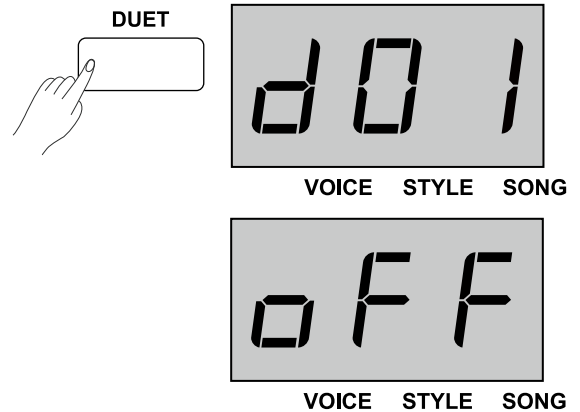 DUET
d01
VOICE STYLE SONG
oFF
VOICE STYLE SONG